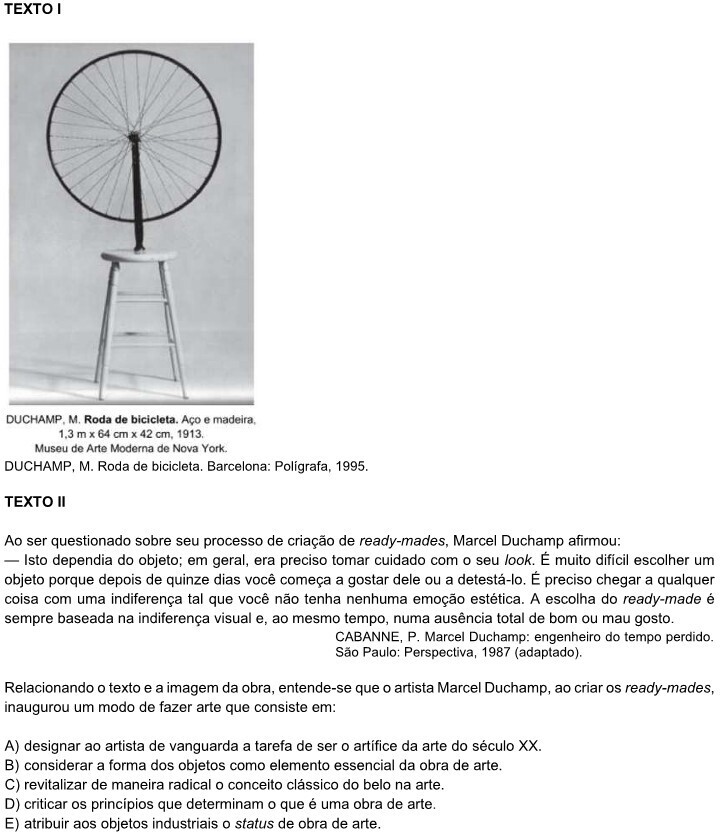 TEXTO I
DUCHAMP, M. Roda de bicicleta. Aço e madeira,
1,3 m x 64 cm x 42 cm, 1913.
Museu de Arte Moderna de Nova York.
DUCHAMP, M. Roda de bicicleta. Barcelona: Polígrafa, 1995.
TEXTO II
Ao ser questionado sobre seu processo de criação de ready-mades, Marcel Duchamp afirmou:
— Isto dependia do objeto; em geral, era preciso tomar cuidado com o seu look. É muito difícil escolher um
objeto porque depois de quinze dias você começa a gostar dele ou a detestá-lo. É preciso chegar a qualquer
coisa com uma indiferença tal que você não tenha nenhuma emoção estética. A escolha do ready-made é
sempre baseada na indiferença visual e, ao mesmo tempo, numa ausência total de bom ou mau gosto.
CABANNE, P. Marcel Duchamp: engenheiro do tempo perdido.
São Paulo: Perspectiva, 1987 (adaptado).
Relacionando o texto e a imagem da obra, entende-se que o artista Marcel Duchamp, ao criar os ready-mades,
inaugurou um modo de fazer arte que consiste em:
A) designar ao artista de vanguarda a tarefa de ser o artífice da arte do século XX.
B) considerar a forma dos objetos como elemento essencial da obra de arte.
C) revitalizar de maneira radical o conceito clássico do belo na arte.
D) criticar os princípios que determinam o que é uma obra de arte.
E) atribuir aos objetos industriais o status de obra de arte.